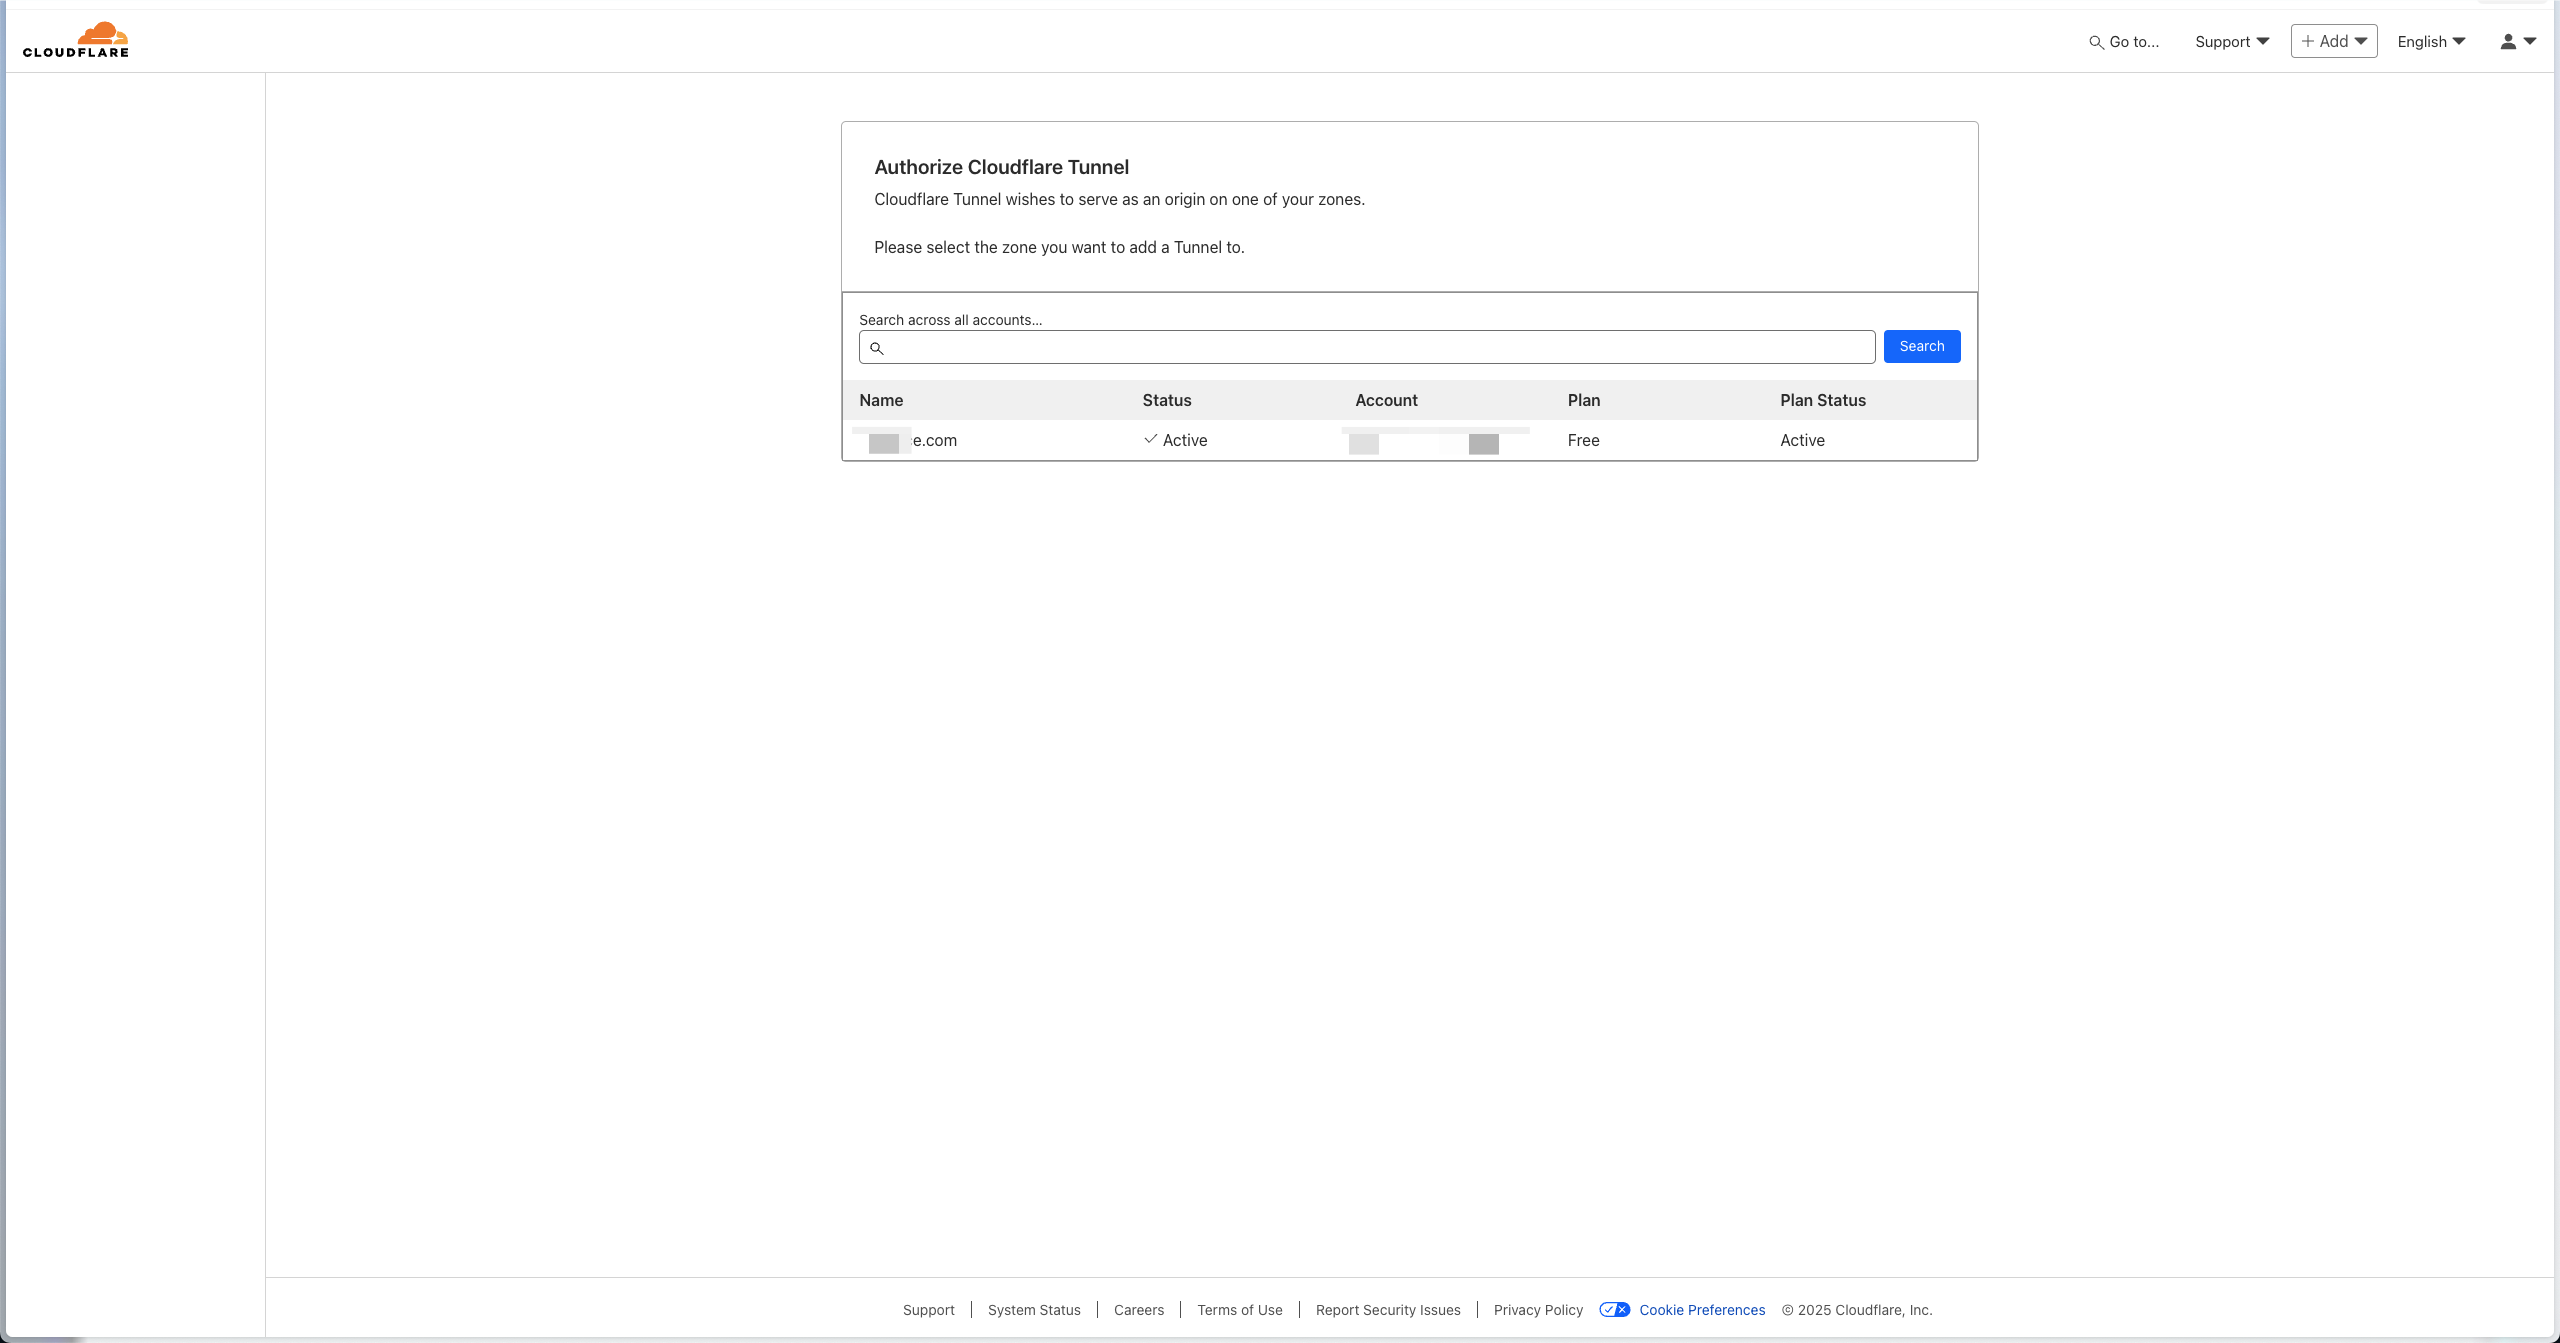 CLOUDFLARE
Go to... Support Add English
Authorize Cloudflare Tunnel
Cloudflare Tunnel wishes to serve as an origin on one of your zones.
Please select the zone you want to add a Tunnel to.
Search across all accounts...
Search
Name Status Account Plan Plan Status
e.com Active Free Active
Support System Status Careers Terms of Use Report Security Issues Privacy Policy Cookie Preferences © 2025 Cloudflare, Inc.